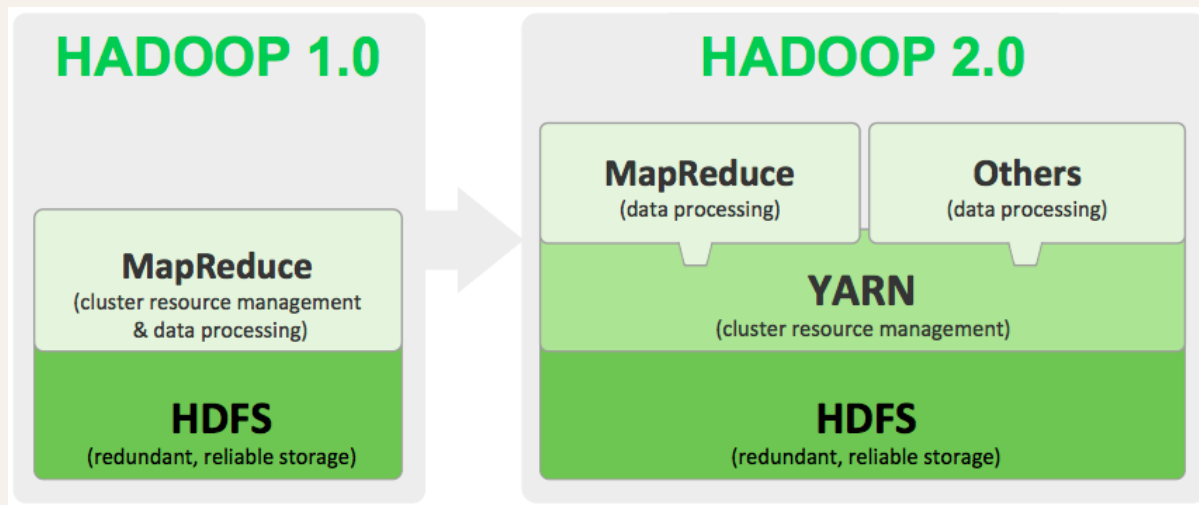 HADOOP 1.0
MapReduce
(cluster resource management
& data processing)
HDFS
(redundant, reliable storage)
HADOOP 2.0
MapReduce
(data processing)
Others
(data processing)
YARN
(cluster resource management)
HDFS
(redundant, reliable storage)